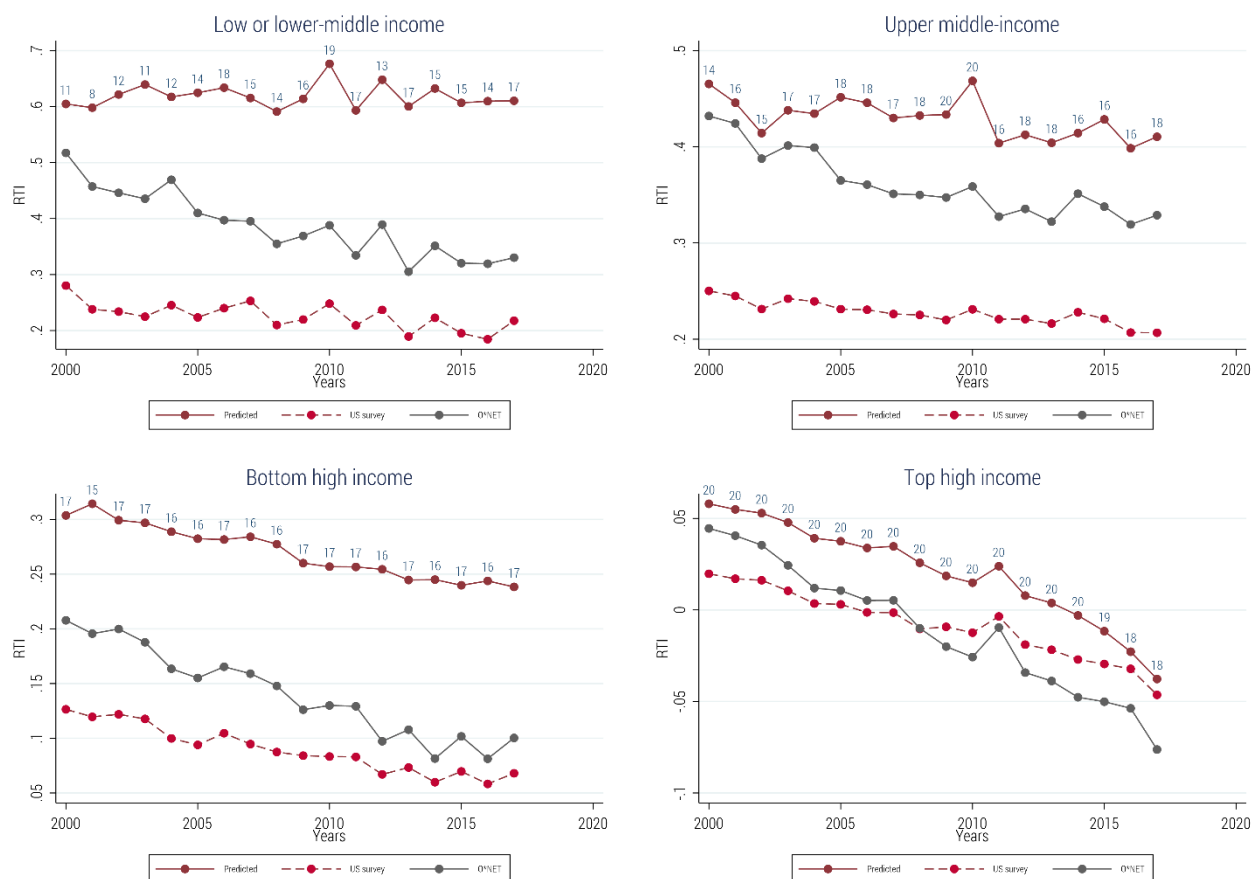 Low or lower-middle income
RTI
.7
.6
.5
.4
.3
.2
11 8 12 11 12 14 18 15 14 16 19 17 13 17 15 15 14 17
2000 2005 2010 2015 2020
Years
Predicted US survey O*NET
Upper middle-income
RTI
.5
.4
.3
.2
14 16 15 17 17 18 18 17 18 20 20 16 18 18 16 16 16 18
2000 2005 2010 2015 2020
Years
Predicted US survey O*NET
Bottom high income
RTI
.3
.25
.2
.15
.1
.05
17 15 17 17 16 16 17 16 16 17 17 17 16 17 16 17 16 17
2000 2005 2010 2015 2020
Years
Predicted US survey O*NET
Top high income
RTI
.05
0
-.05
-.1
20 20 20 20 20 20 20 20 20 20 20 20 20 20 20 19 18 18
2000 2005 2010 2015 2020
Years
Predicted US survey O*NET